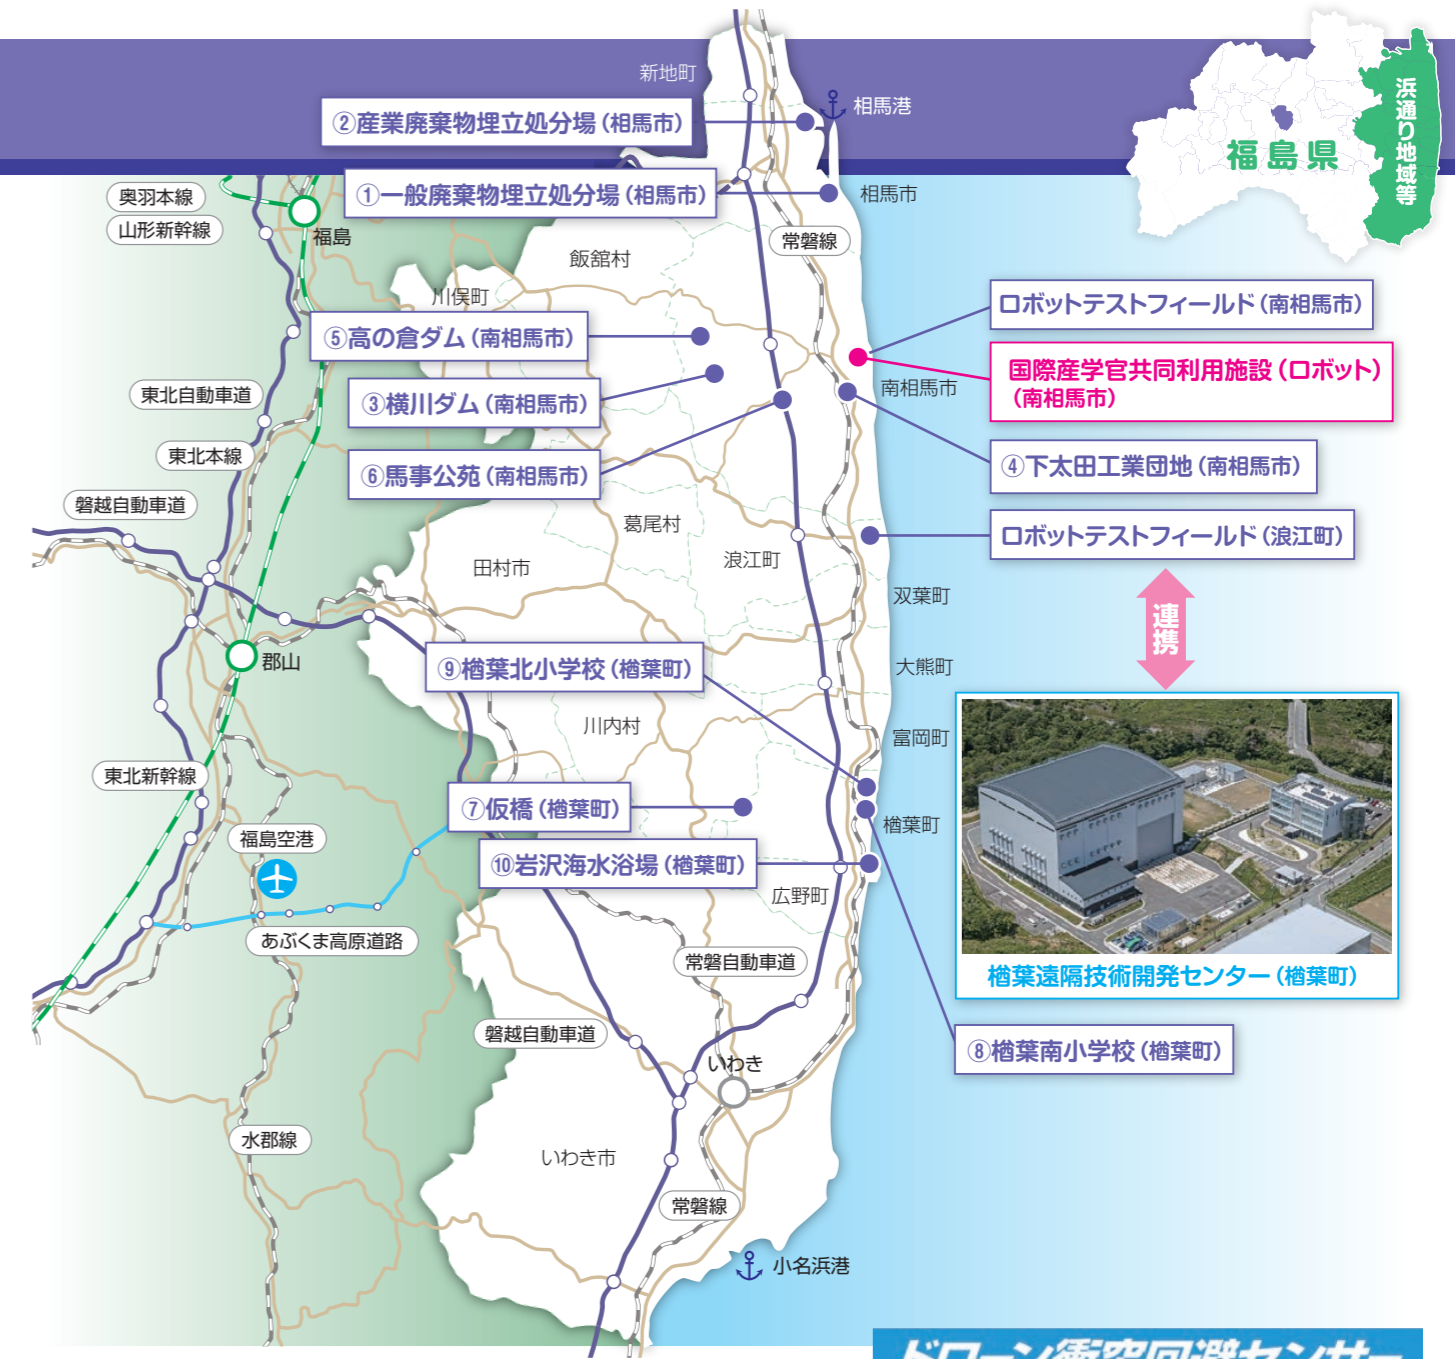 新地町
相馬港
②産業廃棄物埋立処分場（相馬市）
①一般廃棄物埋立処分場（相馬市）
相馬市
浜通り地域等
福島県
奥羽本線
山形新幹線
福島
常磐線
飯舘村
川俣町
ロボットテストフィールド（南相馬市）
⑤高の倉ダム（南相馬市）
国際産学官共同利用施設（ロボット）
（南相馬市）
東北自動車道
③横川ダム（南相馬市）
南相馬市
東北本線
⑥馬事公苑（南相馬市）
④下太田工業団地（南相馬市）
磐越自動車道
葛尾村
ロボットテストフィールド（浪江町）
田村市
浪江町
双葉町
連携
郡山
⑨楢葉北小学校（楢葉町）
大熊町
川内村
富岡町
東北新幹線
⑦仮橋（楢葉町）
楢葉町
福島空港
⑩岩沢海水浴場（楢葉町）
広野町
あぶくま高原道路
常磐自動車道
楢葉遠隔技術開発センター（楢葉町）
磐越自動車道
⑧楢葉南小学校（楢葉町）
いわき
水郡線
いわき市
常磐線
小名浜港
ドローン衝突回避センサー